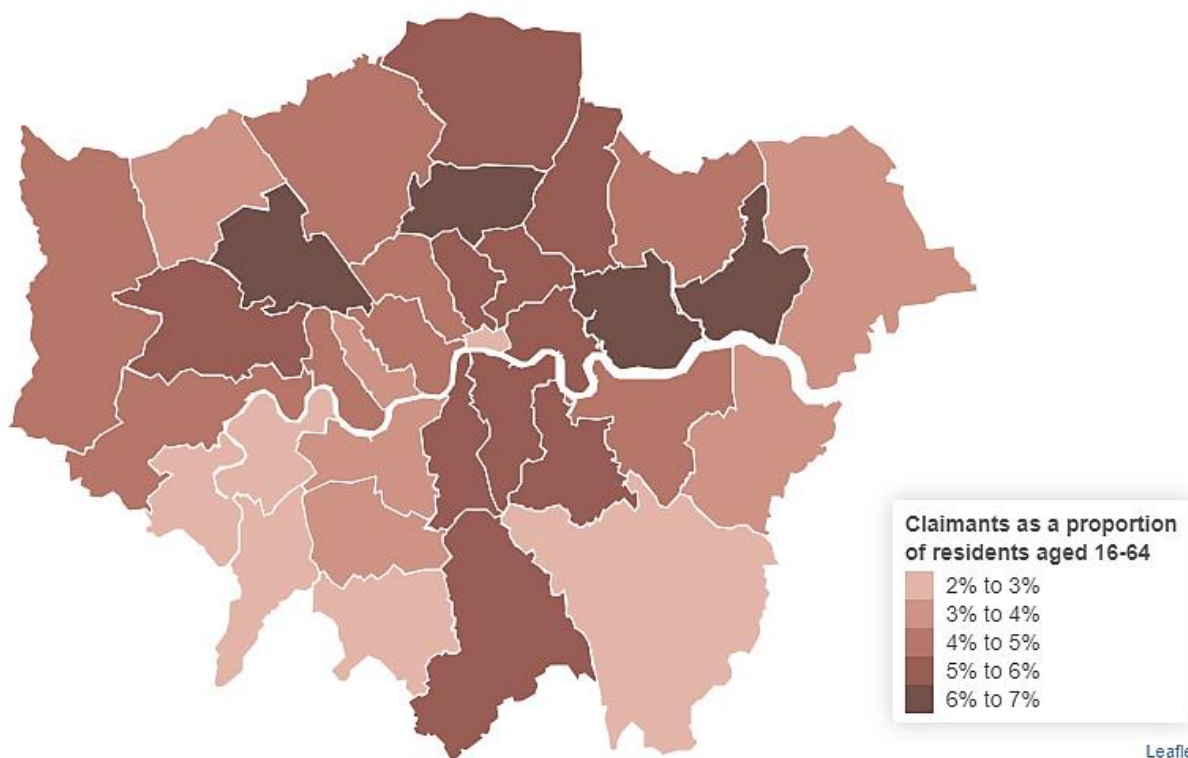 Claimants as a proportion
of residents aged 16-64
2% to 3%
3% to 4%
4% to 5%
5% to 6%
6% to 7%
Leafle